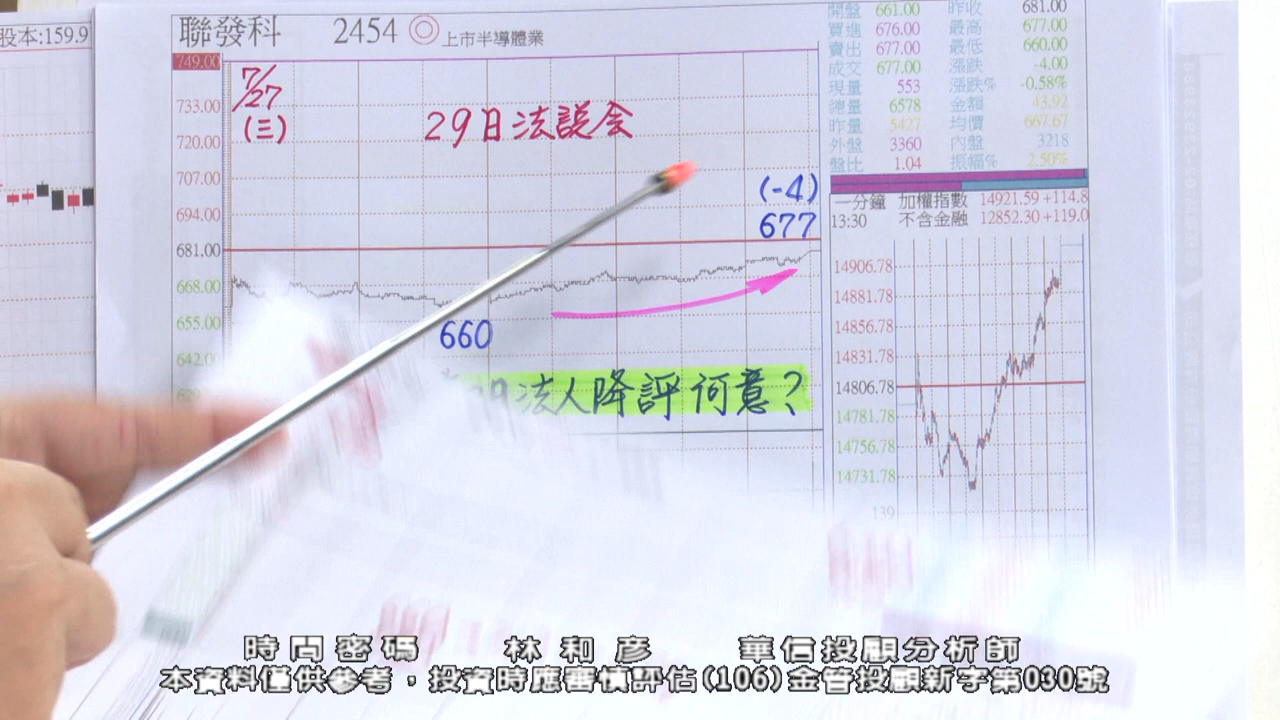 股本:159.9
聯發科 2454 ◎ 上市半導體業
749.00
733.00
720.00
707.00
694.00
681.00
668.00
655.00
642.00
7/27
(三)
29日法説会
(-4)
677
660
法人降評何意?
開盤 661.00 昨收 681.00
買進 676.00 最高 677.00
賣出 677.00 最低 660.00
成交 677.00 漲跌 -4.00
現量 553 漲跌% -0.58%
總量 6578 金額 43.92
昨量 5427 均價 667.67
外盤 3360 內盤 3218
盤比 1.04 振幅% 2.50%
一分鐘 加權指數 14921.59 +114.8
13:30 不含金融 12852.30 +119.0
14906.78
14881.78
14856.78
14831.78
14806.78
14781.78
14756.78
14731.78
139
時間密碼 林和彦 華信投顧分析師
本資料僅供參考,投資時應審慎評估(106)金管投顧新字第030號